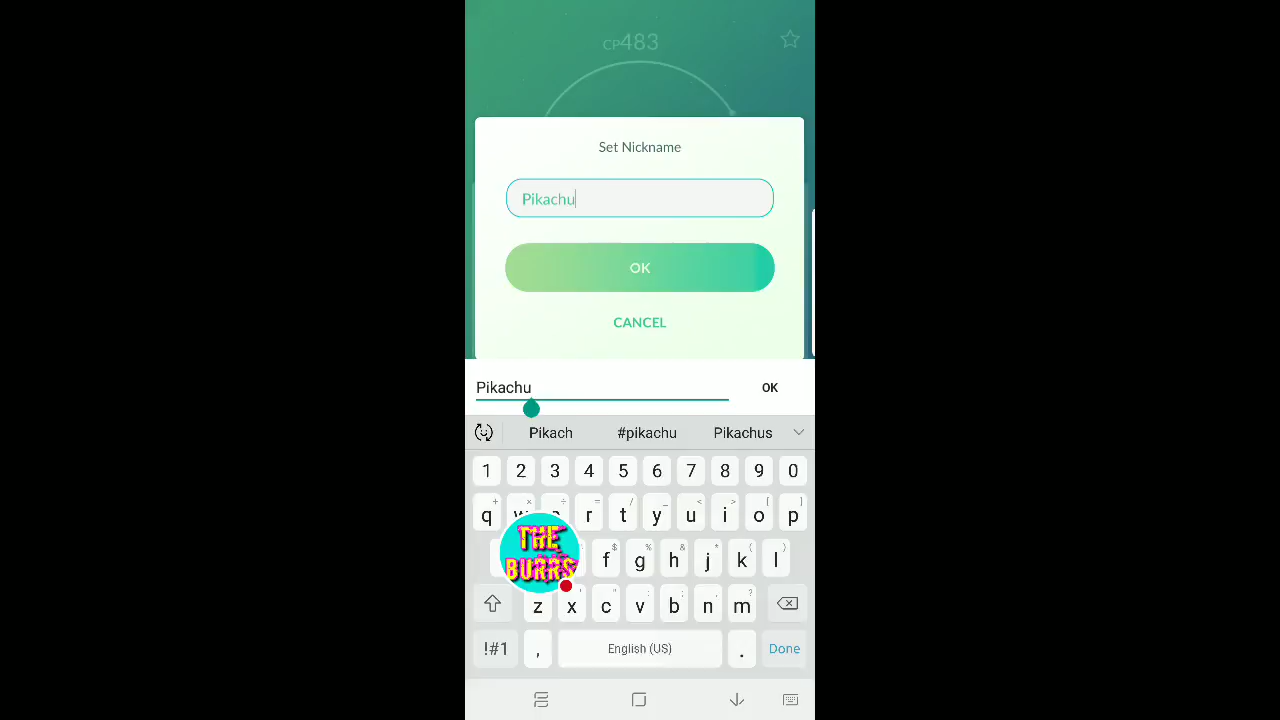 CP483
Set Nickname
Pikachu
OK
CANCEL
Pikachu OK
Pikach #pikachu Pikachus
1 2 3 4 5 6 7 8 9 0
+ × ÷ = / _ < > [ ]
q w r t y u i o p
$ % & * ( )
f g h j k l
THE
BURRS
' " : ; ?
z x c v b n m
!#1 , English (US) . Done